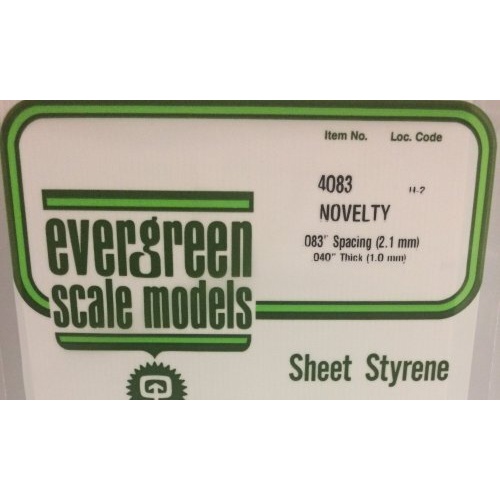 Item No. Loc. Code
4083
NOVELTY
.083" Spacing (2.1 mm)
.040" Thick (1.0 mm)
evergreen
scale models
Sheet Styrene